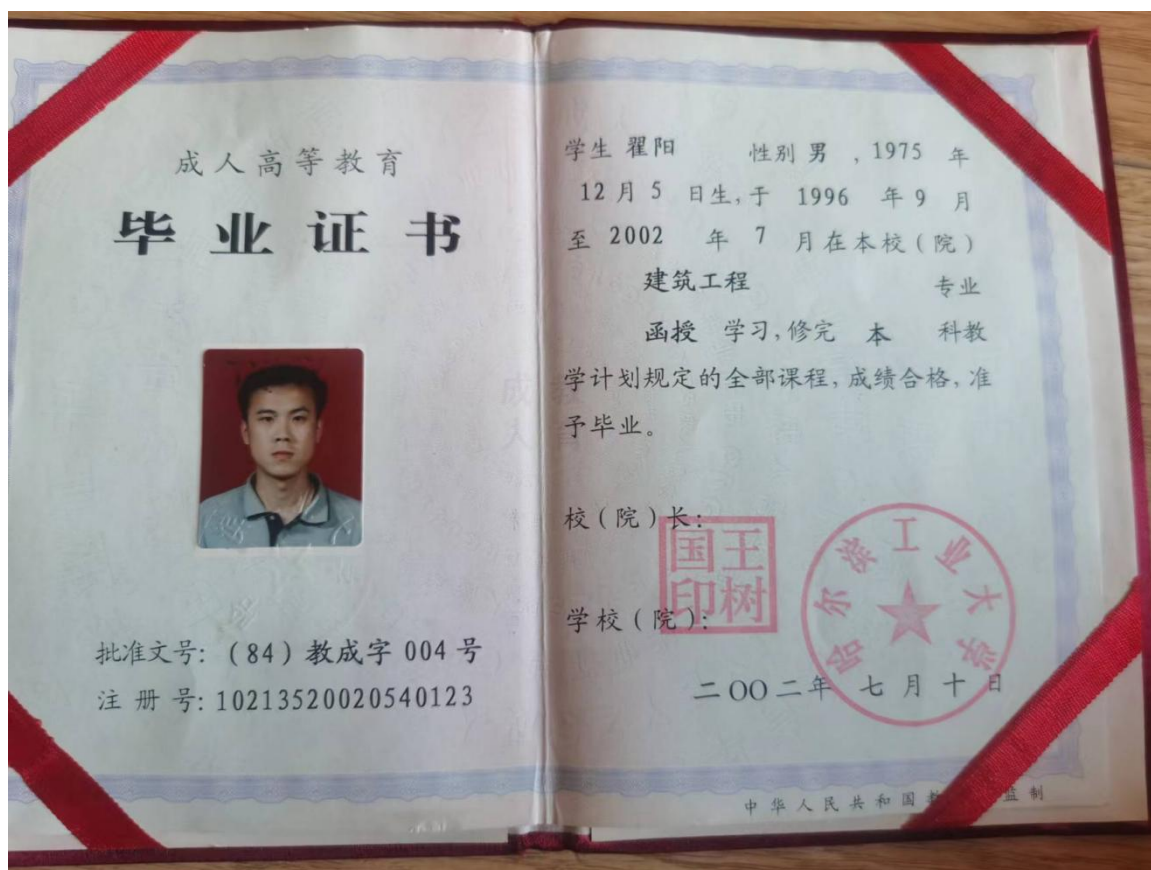 成人高等教育
毕业证书
批准文号: (84) 教成字 004 号
注册号: 10213520020540123
学生 翟阳 性别 男 , 1975 年
12 月 5 日生, 于 1996 年 9 月
至 2002 年 7 月在本校(院)
建筑工程 专业
函授 学习, 修完 本 科教
学计划规定的全部课程, 成绩合格, 准
予毕业。
校(院)长:
王树国印
学校(院):
哈尔滨工业大学
二〇〇二年 七月十日
中华人民共和国教 监制